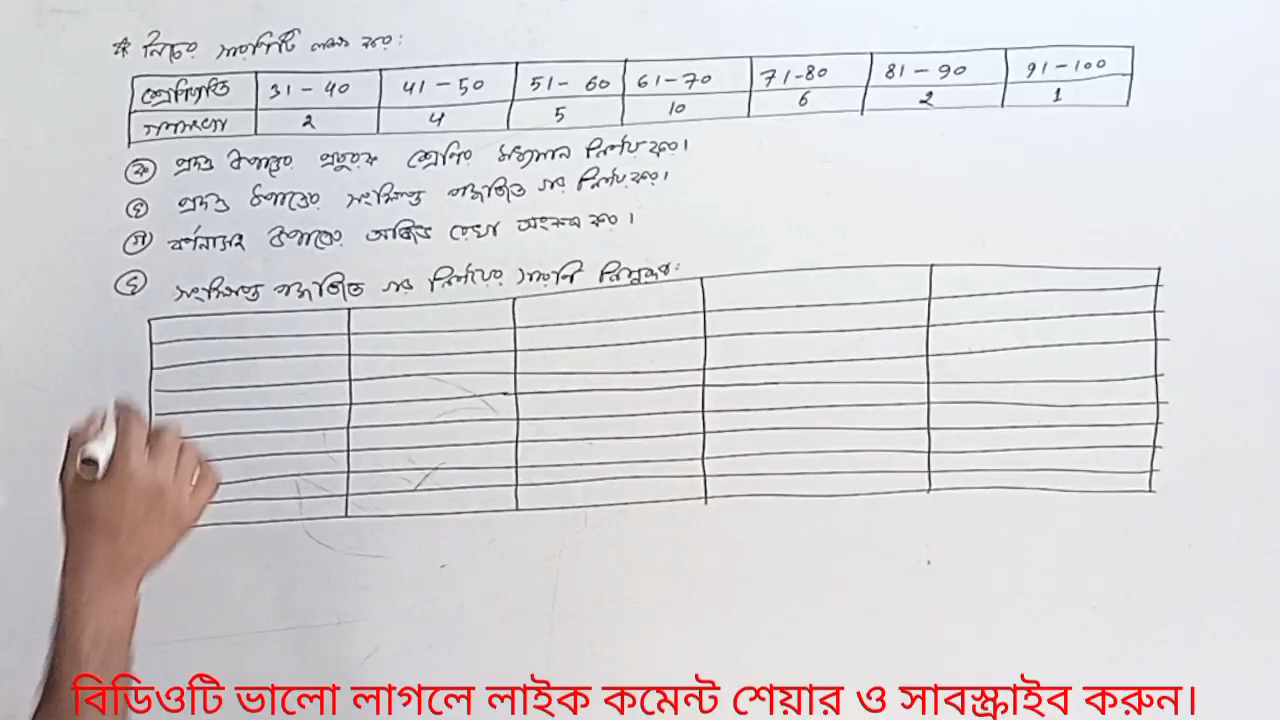 * নিচের সারণিটি লক্ষ্য কর:
শ্রেণিব্যাপ্তি 31 - 40 41 - 50 51 - 60 61 - 70 71-80 81 - 90 91 - 100
গণসংখ্যা 2 4 5 10 6 2 1
(ক) প্রদত্ত উপাত্তের প্রচুরক শ্রেণির মধ্যমান নির্ণয় কর।
(খ) প্রদত্ত উপাত্তের সংক্ষিপ্ত পদ্ধতিতে গড় নির্ণয় কর।
(গ) বর্ণনাসহ উপাত্তের অজিভ রেখা অংকন কর।
(খ) সংক্ষিপ্ত পদ্ধতিতে গড় নির্ণয়ের সারণি নিম্নরূপ:
বিডিওটি ভালো লাগলে লাইক কমেন্ট শেয়ার ও সাবস্ক্রাইব করুন।